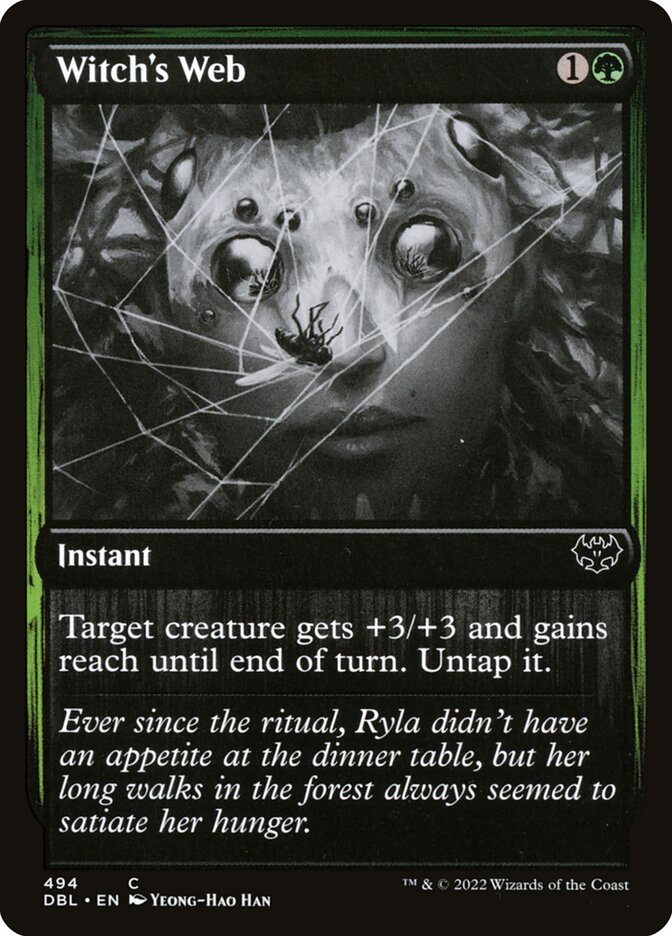 Witch's Web 1
Instant
Target creature gets +3/+3 and gains
reach until end of turn. Untap it.
Ever since the ritual, Ryla didn't have
an appetite at the dinner table, but her
long walks in the forest always seemed to
satiate her hunger.
494 C
DBL • EN Yeong-Hao Han
™ & © 2022 Wizards of the Coast